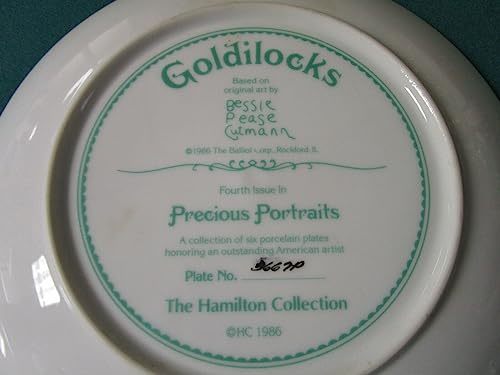 Goldilocks
Based on
original art by
Bessie
Pease
Gutmann
©1986 The Balliol Corp., Rockford, IL
Fourth Issue In
Precious Portraits
A collection of six porcelain plates
honoring an outstanding American artist
Plate No.
The Hamilton Collection
©HC 1986